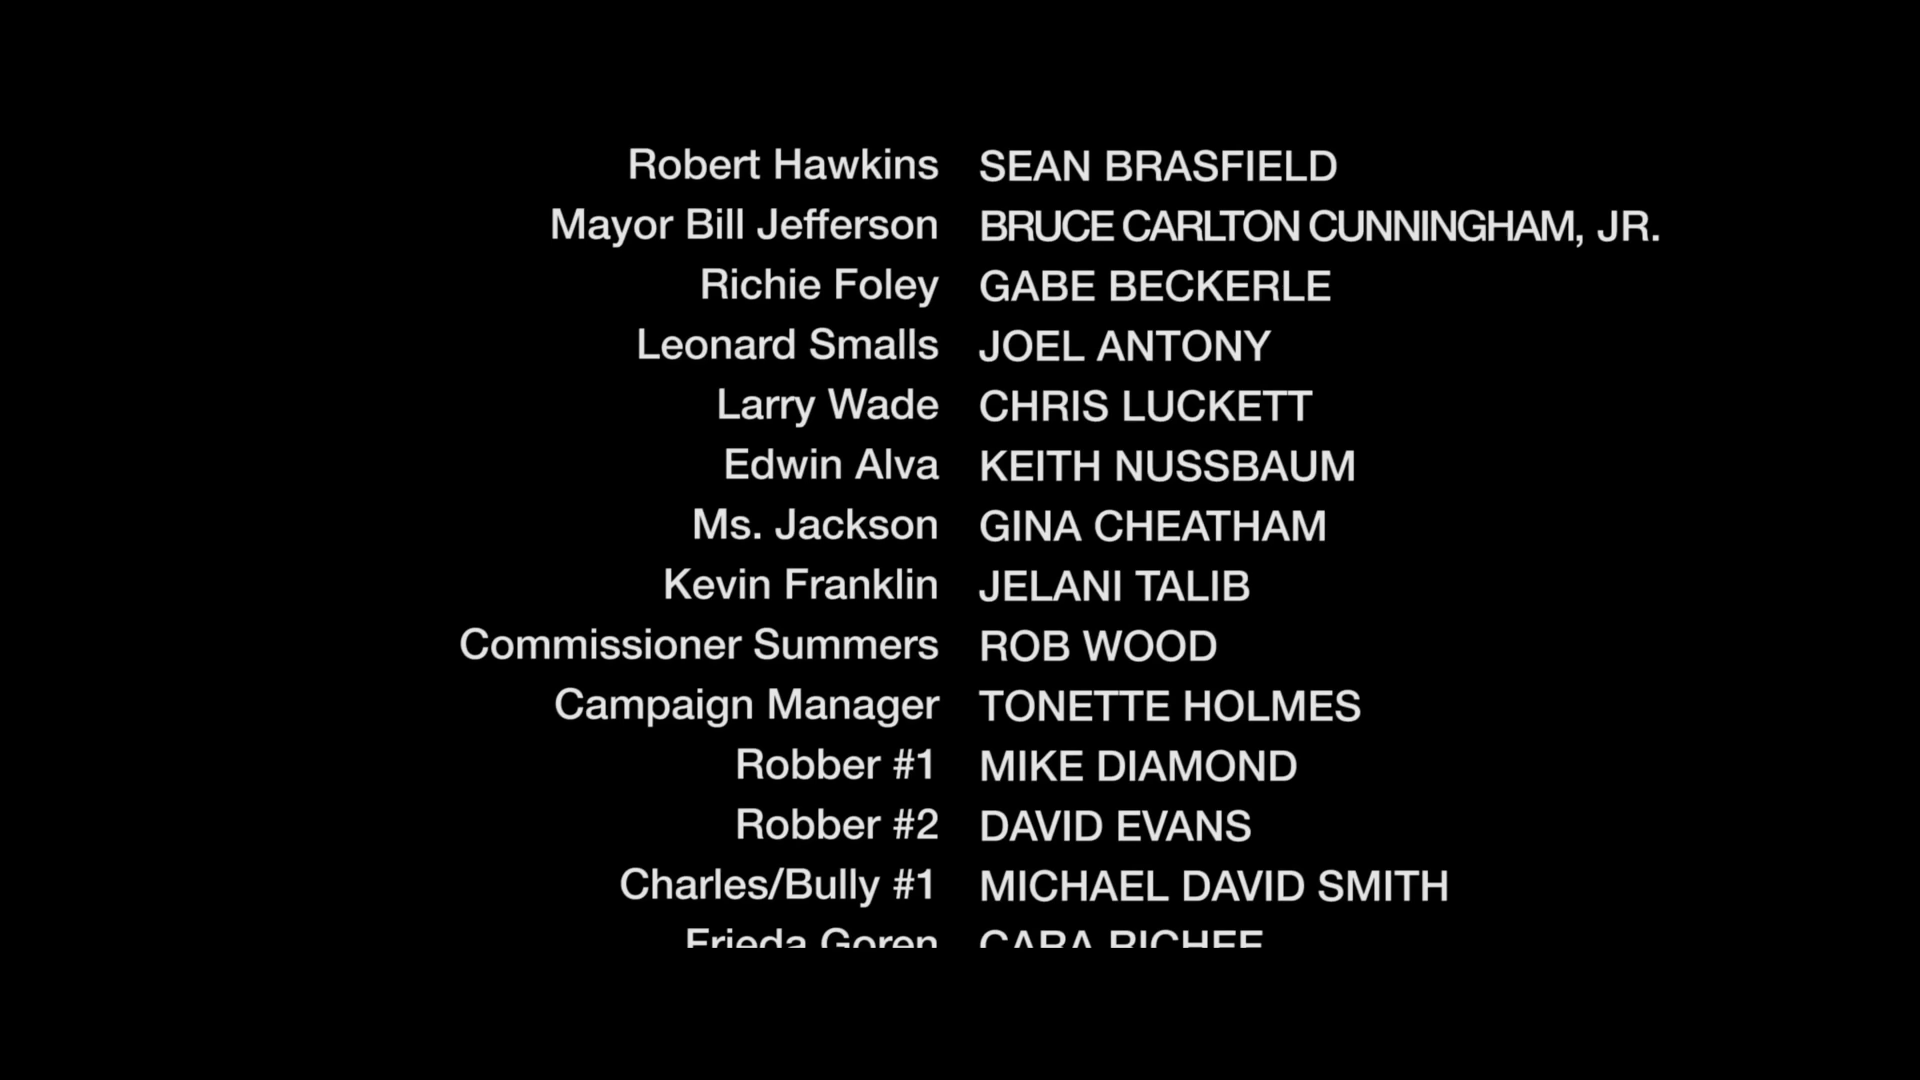 Robert Hawkins SEAN BRASFIELD
Mayor Bill Jefferson BRUCE CARLTON CUNNINGHAM, JR.
Richie Foley GABE BECKERLE
Leonard Smalls JOEL ANTONY
Larry Wade CHRIS LUCKETT
Edwin Alva KEITH NUSSBAUM
Ms. Jackson GINA CHEATHAM
Kevin Franklin JELANI TALIB
Commissioner Summers ROB WOOD
Campaign Manager TONETTE HOLMES
Robber #1 MIKE DIAMOND
Robber #2 DAVID EVANS
Charles/Bully #1 MICHAEL DAVID SMITH
Frieda Goren CARA